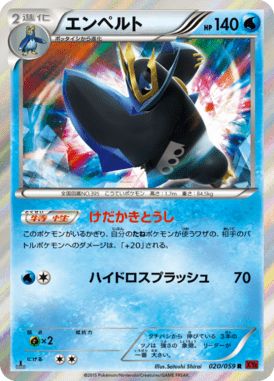 2進化 エンペルト HP140
ポッタイシから進化
全国図鑑NO.395 こうていポケモン 高さ:1.7m 重さ:84.5kg
けだかきとうし
このポケモンがいるかぎり、自分のたねポケモンが使うワザの、相手のバ
トルポケモンへのダメージは、「+20」される。
ハイドロスプラッシュ 70
弱点 ×2 抵抗力
にげる
Illus.Satoshi Shirai 020/059 R
©2015 Pokémon/Nintendo/Creatures/GAME FREAK.